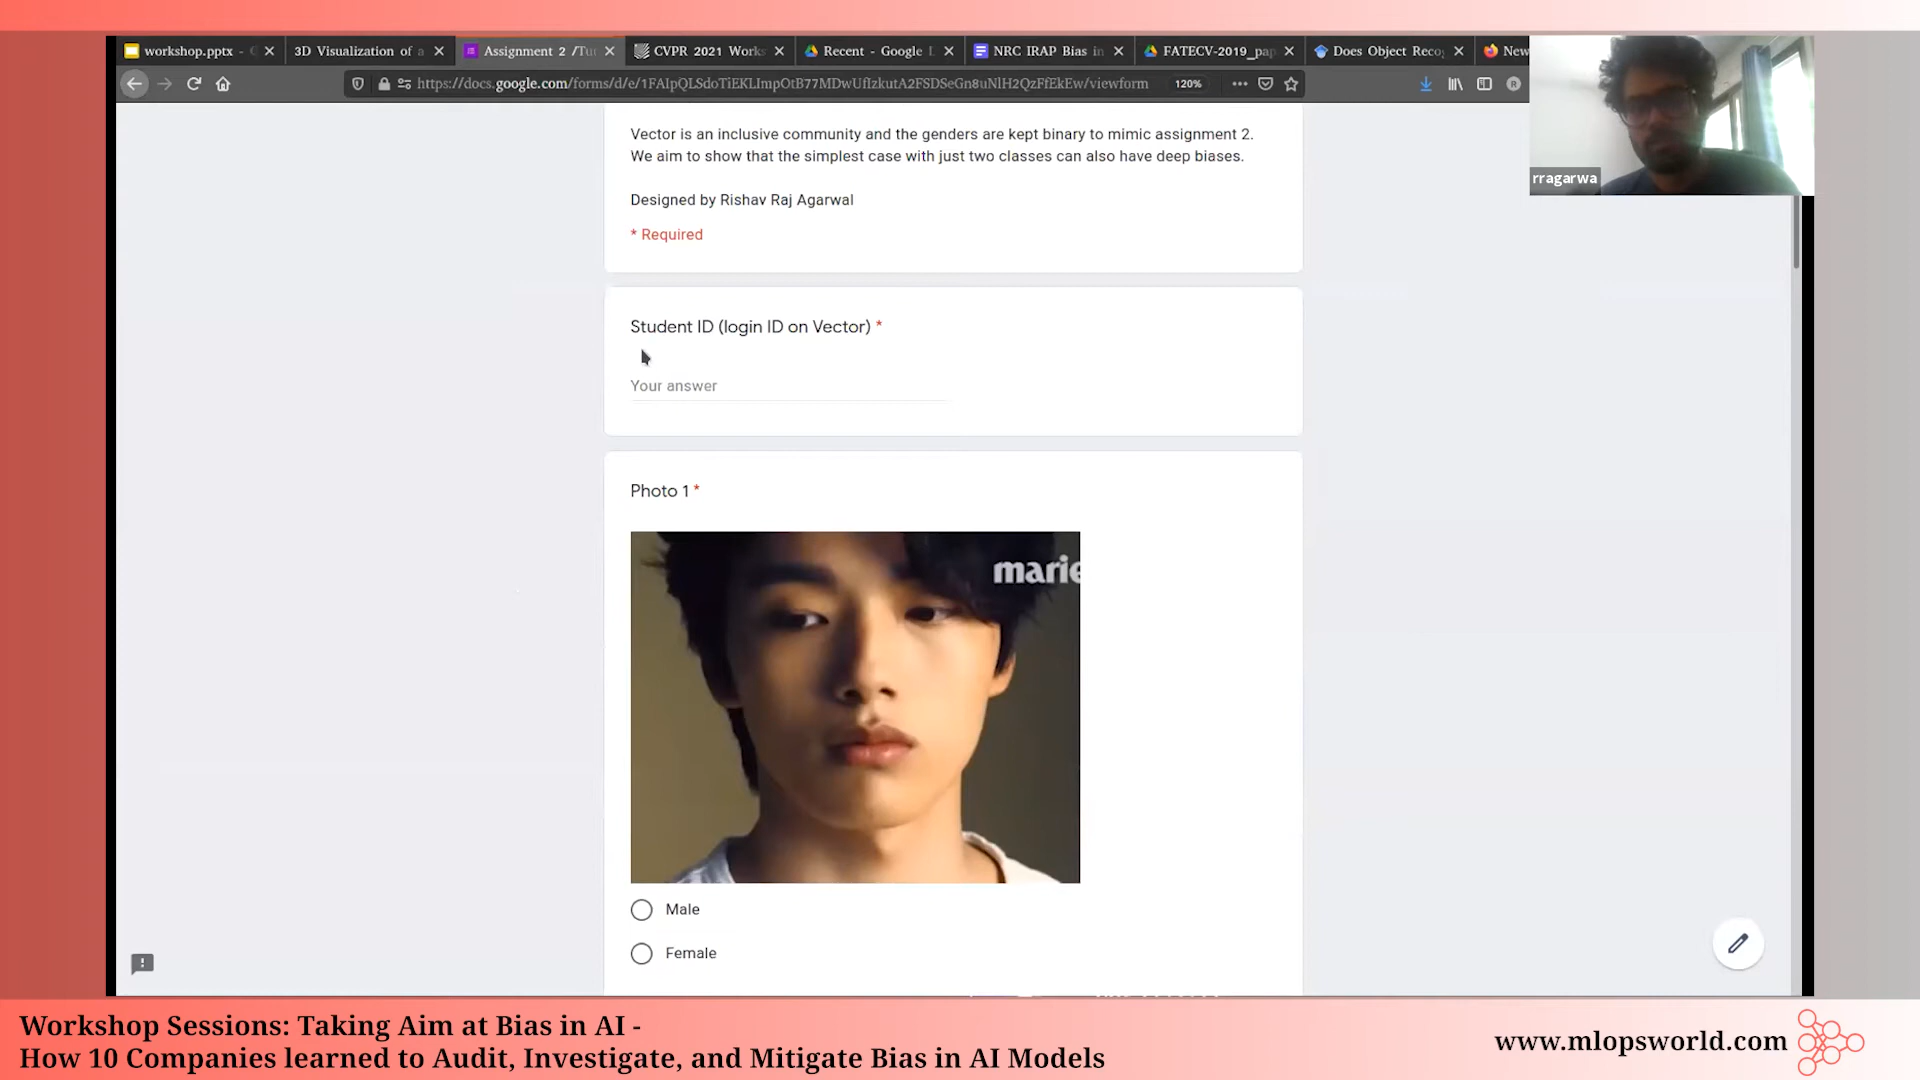 workshop.pptx -
3D Visualization of a
Assignment 2 /Tu
CVPR 2021 Work
Recent - Google
NRC IRAP Bias in
FATECV-2019_pap
Does Object Reco
New
https://docs.google.com/forms/d/e/1FAIpQLSdoTiEKLImpOtB77MDwUfIzkutA2FSDSeGn8uNlH2QzFfEkEw/viewform
120%
rragarwa
Vector is an inclusive community and the genders are kept binary to mimic assignment 2.
We aim to show that the simplest case with just two classes can also have deep biases.
Designed by Rishav Raj Agarwal
* Required
Student ID (login ID on Vector) *
Your answer
Photo 1 *
marie
Male
Female
Workshop Sessions: Taking Aim at Bias in AI -
How 10 Companies learned to Audit, Investigate, and Mitigate Bias in AI Models
www.mlopsworld.com